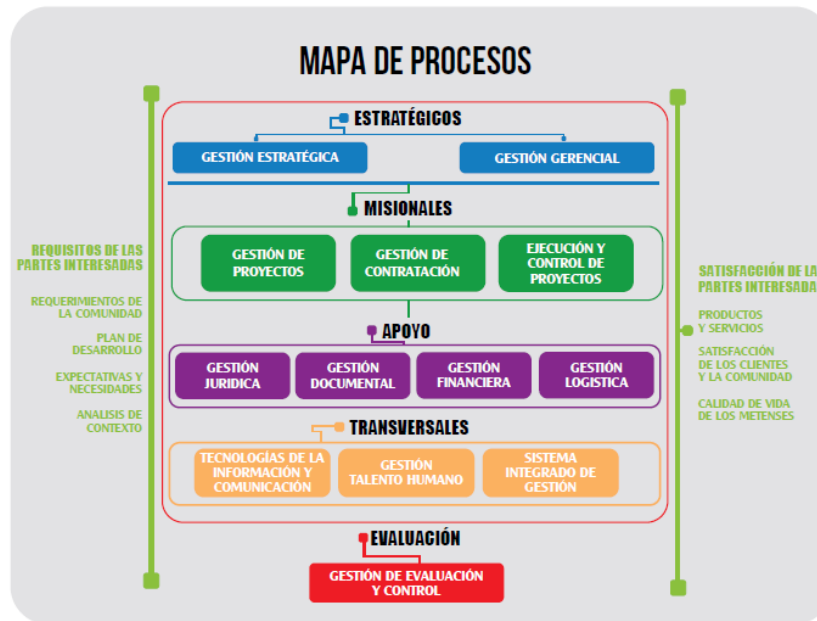 MAPA DE PROCESOS
ESTRATÉGICOS
GESTIÓN ESTRATÉGICA
GESTIÓN GERENCIAL
MISIONALES
GESTIÓN DE
PROYECTOS
GESTIÓN DE
CONTRATACIÓN
EJECUCIÓN Y
CONTROL DE
PROYECTOS
REQUISITOS DE LAS
PARTES INTERESADAS
REQUERIMIENTOS DE
LA COMUNIDAD
PLAN DE
DESARROLLO
EXPECTATIVAS Y
NECESIDADES
ANALISIS DE
CONTEXTO
APOYO
GESTIÓN
JURIDICA
GESTIÓN
DOCUMENTAL
GESTIÓN
FINANCIERA
GESTIÓN
LOGISTICA
TRANSVERSALES
TECNOLOGÍAS DE LA
INFORMACIÓN Y
COMUNICACIÓN
GESTIÓN
TALENTO HUMANO
SISTEMA
INTEGRADO DE
GESTIÓN
SATISFACCIÓN DE LA
PARTES INTERESADA
PRODUCTOS
Y SERVICIOS
SATISFACCIÓN
DE LOS CLIENTES
Y LA COMUNIDAD
CALIDAD DE VIDA
DE LOS METENSES
EVALUACIÓN
GESTIÓN DE EVALUACIÓN
Y CONTROL